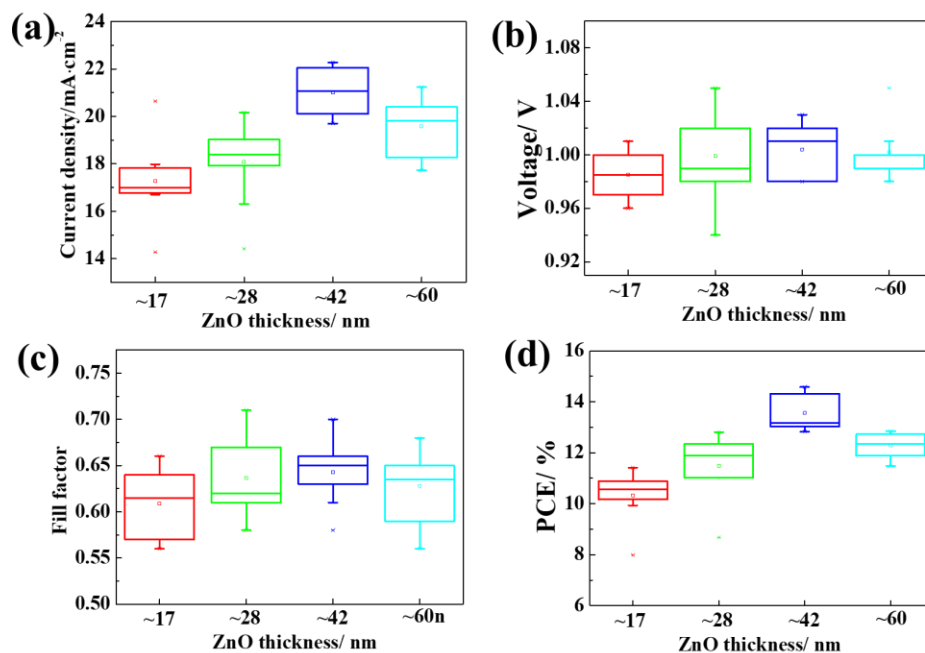 (a)
Current density/mA·cm⁻²
24
22
20
18
16
14
~17 ~28 ~42 ~60
ZnO thickness/ nm
(b)
Voltage/ V
1.08
1.04
1.00
0.96
0.92
~17 ~28 ~42 ~60
ZnO thickness/ nm
(c)
Fill factor
0.75
0.70
0.65
0.60
0.55
0.50
~17 ~28 ~42 ~60n
ZnO thickness/ nm
(d)
PCE/ %
16
14
12
10
8
6
~17 ~28 ~42 ~60
ZnO thickness/ nm